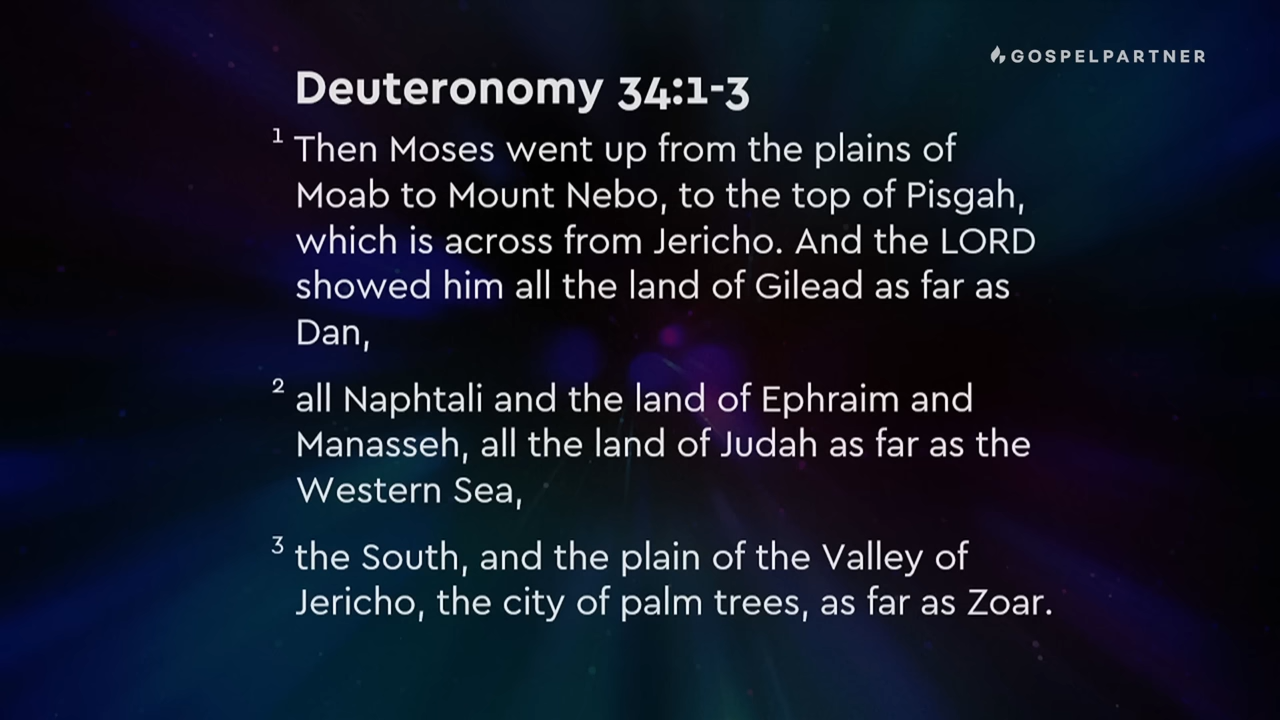 GOSPELPARTNER
Deuteronomy 34:1-3
1 Then Moses went up from the plains of
Moab to Mount Nebo, to the top of Pisgah,
which is across from Jericho. And the LORD
showed him all the land of Gilead as far as
Dan,
2 all Naphtali and the land of Ephraim and
Manasseh, all the land of Judah as far as the
Western Sea,
3 the South, and the plain of the Valley of
Jericho, the city of palm trees, as far as Zoar.